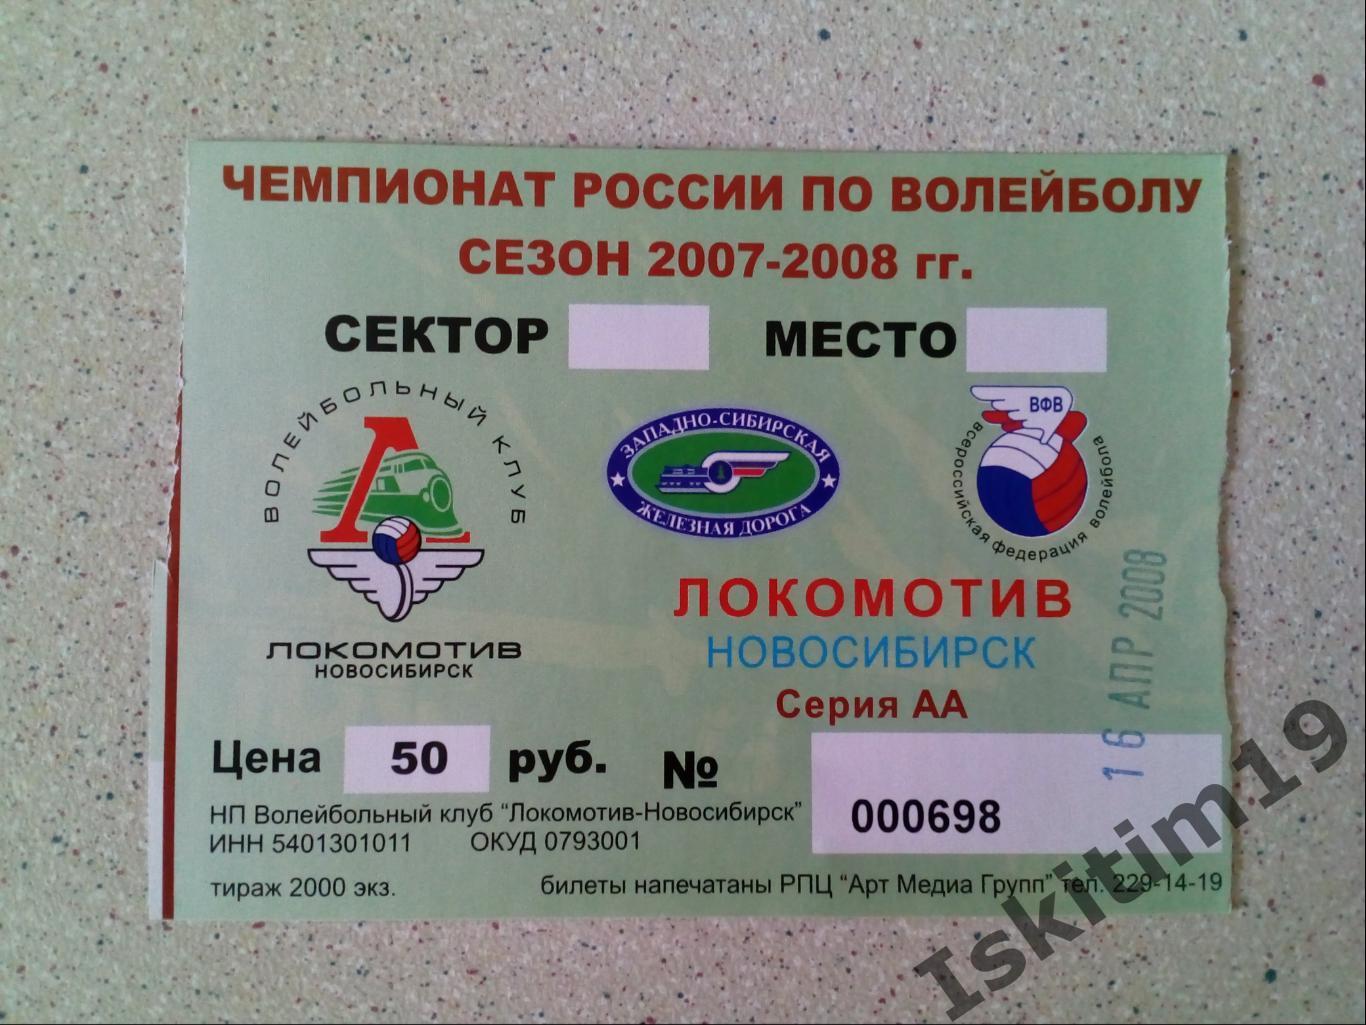 ЧЕМПИОНАТ РОССИИ ПО ВОЛЕЙБОЛУ
СЕЗОН 2007-2008 гг.
СЕКТОР МЕСТО
ВОЛЕЙБОЛЬНЫЙ КЛУБ
Л
ЛОКОМОТИВ
НОВОСИБИРСК
ЗАПАДНО-СИБИРСКАЯ
ЖЕЛЕЗНАЯ ДОРОГА
ВФВ
всероссийская федерация волейбола
ЛОКОМОТИВ
НОВОСИБИРСК
Серия АА
16 АПР 2008
Цена 50 руб. № 000698
НП Волейбольный клуб “Локомотив-Новосибирск”
ИНН 5401301011 ОКУД 0793001
тираж 2000 экз. билеты напечатаны РПЦ “Арт Медиа Групп” тел. 229-14-19
Iskitim19